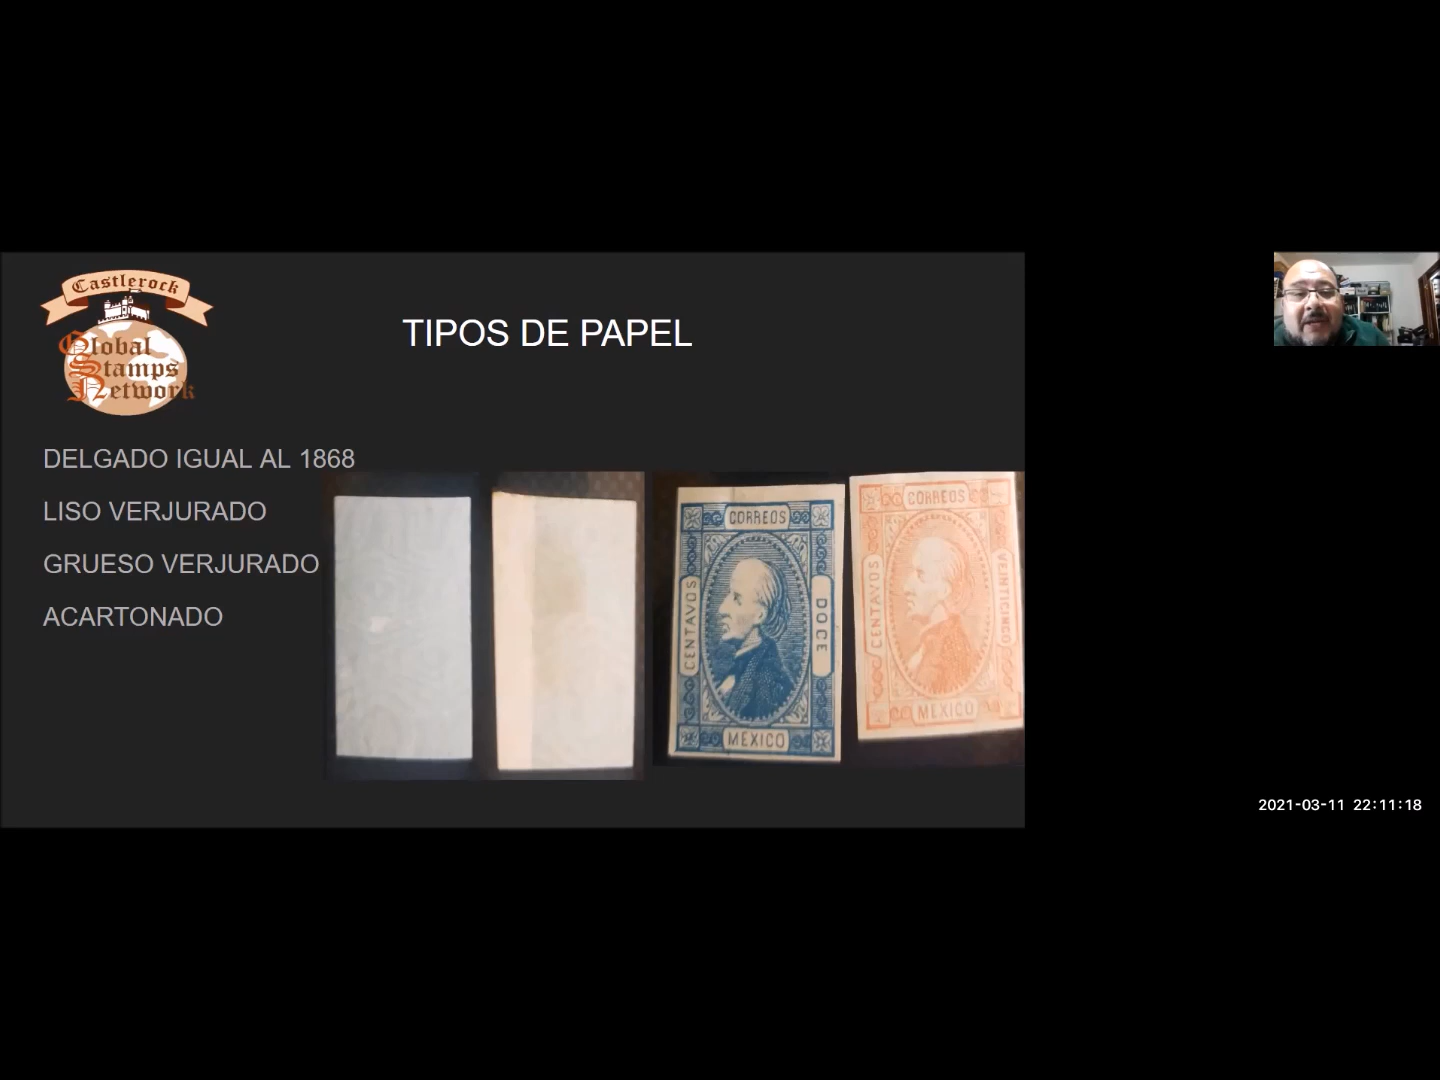 Castlerock
Global
Stamps
Network
TIPOS DE PAPEL
DELGADO IGUAL AL 1868
LISO VERJURADO
GRUESO VERJURADO
ACARTONADO
CORREOS
CENTAVOS
DOCE
MEXICO
CORREOS
CENTAVOS
VEINTICINCO
MEXICO
2021-03-11 22:11:18